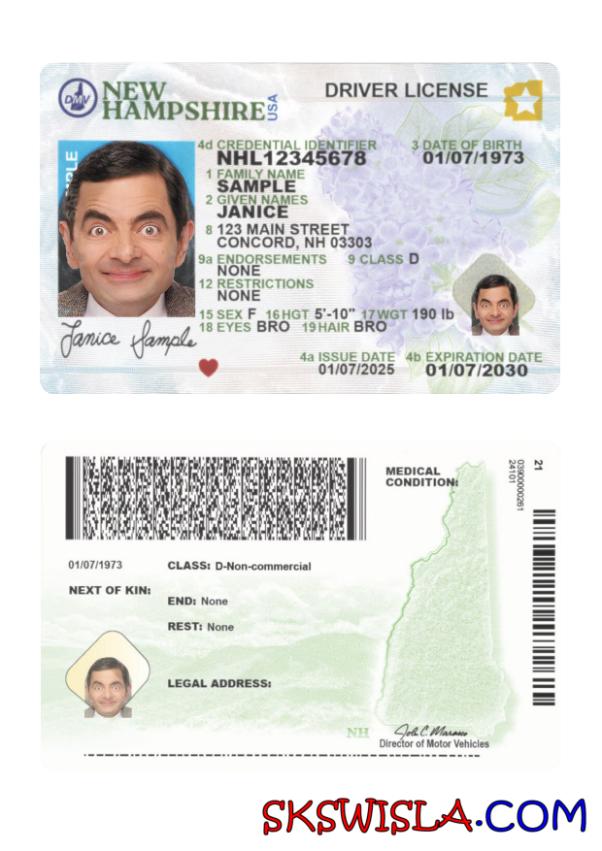 DMV NEW HAMPSHIRE USA
DRIVER LICENSE
4d CREDENTIAL IDENTIFIER
NHL12345678
3 DATE OF BIRTH
01/07/1973
1 FAMILY NAME
SAMPLE
2 GIVEN NAMES
JANICE
8 123 MAIN STREET
CONCORD, NH 03303
9a ENDORSEMENTS 9 CLASS D
NONE
12 RESTRICTIONS
NONE
15 SEX F 16 HGT 5'-10" 17 WGT 190 lb
18 EYES BRO 19 HAIR BRO
Janice Sample
4a ISSUE DATE 4b EXPIRATION DATE
01/07/2025 01/07/2030
MEDICAL
CONDITION:
21
24101
01/07/1973
CLASS: D-Non-commercial
NEXT OF KIN:
END: None
REST: None
LEGAL ADDRESS:
NH
Director of Motor Vehicles
SKSWISLA.COM